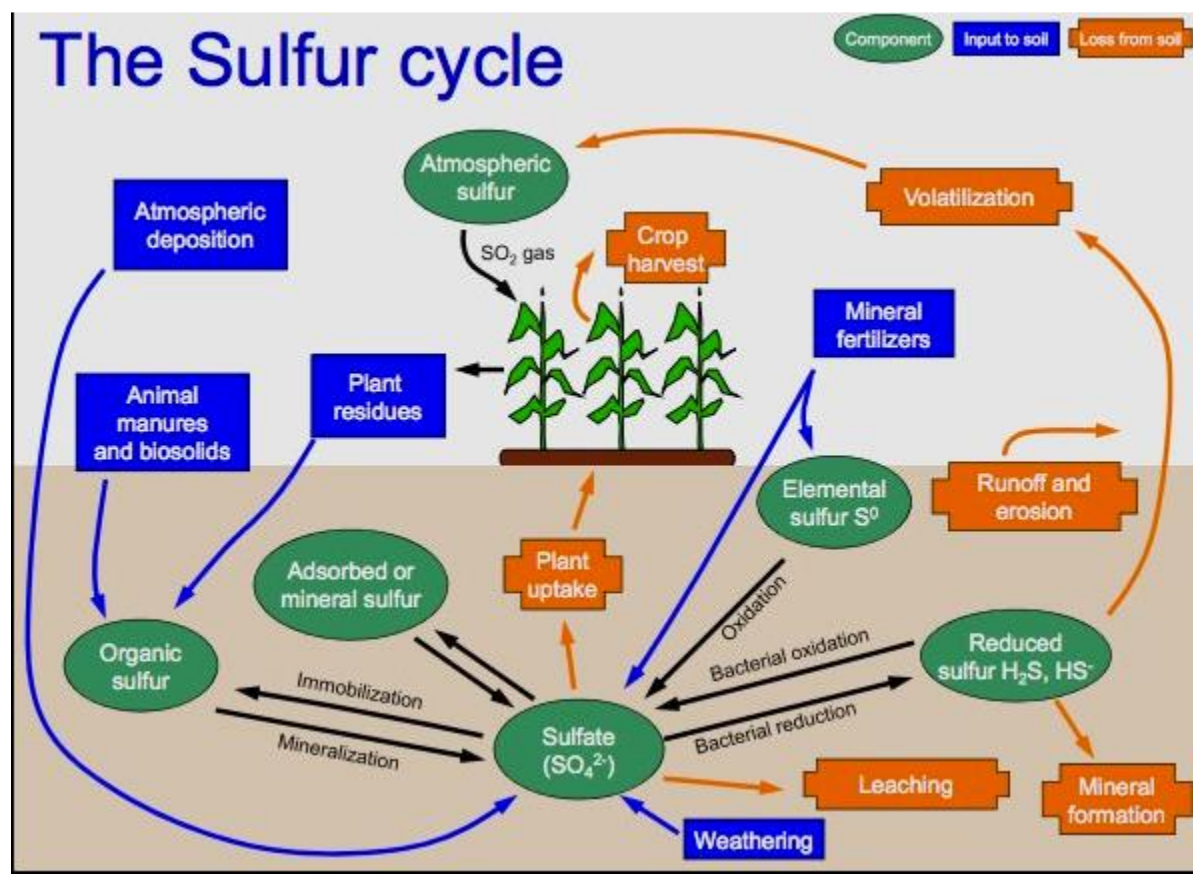 The Sulfur cycle
Component
Input to soil
Loss from soil
Atmospheric
sulfur
Volatilization
Atmospheric
deposition
SO₂ gas
Crop
harvest
Mineral
fertilizers
Animal
manures
and biosolids
Plant
residues
Elemental
sulfur S⁰
Runoff and
erosion
Adsorbed or
mineral sulfur
Plant
uptake
Oxidation
Organic
sulfur
Immobilization
Mineralization
Bacterial oxidation
Bacterial reduction
Reduced
sulfur H₂S, HS⁻
Sulfate
(SO₄²⁻)
Leaching
Mineral
formation
Weathering